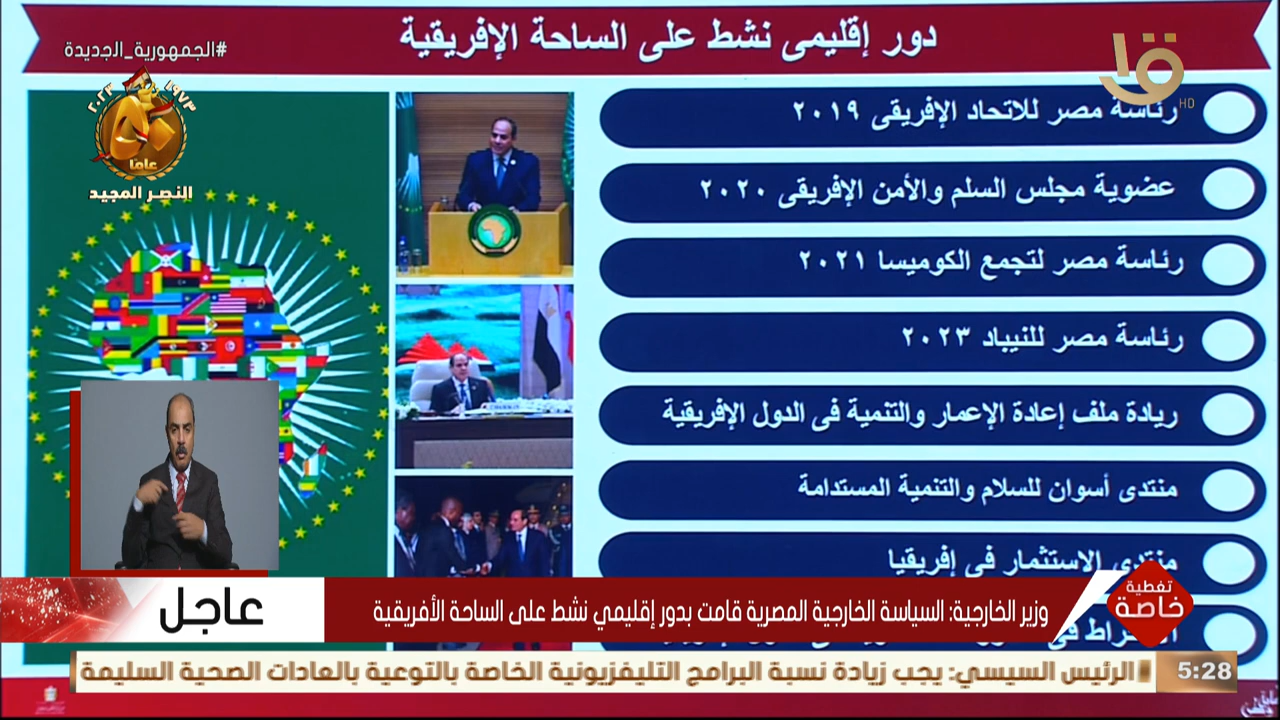 دور إقليمى نشط على الساحة الإفريقية
#الجمهورية_الجديدة
HD
١٩٧٣
٢٠٢٣
عاماً
النصر المجيد
رئاسة مصر للاتحاد الإفريقى ٢٠١٩
عضوية مجلس السلم والأمن الإفريقى ٢٠٢٠
رئاسة مصر لتجمع الكوميسا ٢٠٢١
رئاسة مصر للنيباد ٢٠٢٣
ريادة ملف إعادة الإعمار والتنمية فى الدول الإفريقية
منتدى أسوان للسلام والتنمية المستدامة
منتدى الاستثمار فى إفريقيا
تغطية
خاصة
وزير الخارجية: السياسة الخارجية المصرية قامت بدور إقليمي نشط على الساحة الأفريقية
عاجل
5:28
الرئيس السيسي: يجب زيادة نسبة البرامج التليفزيونية الخاصة بالتوعية بالعادات الصحية السليمة